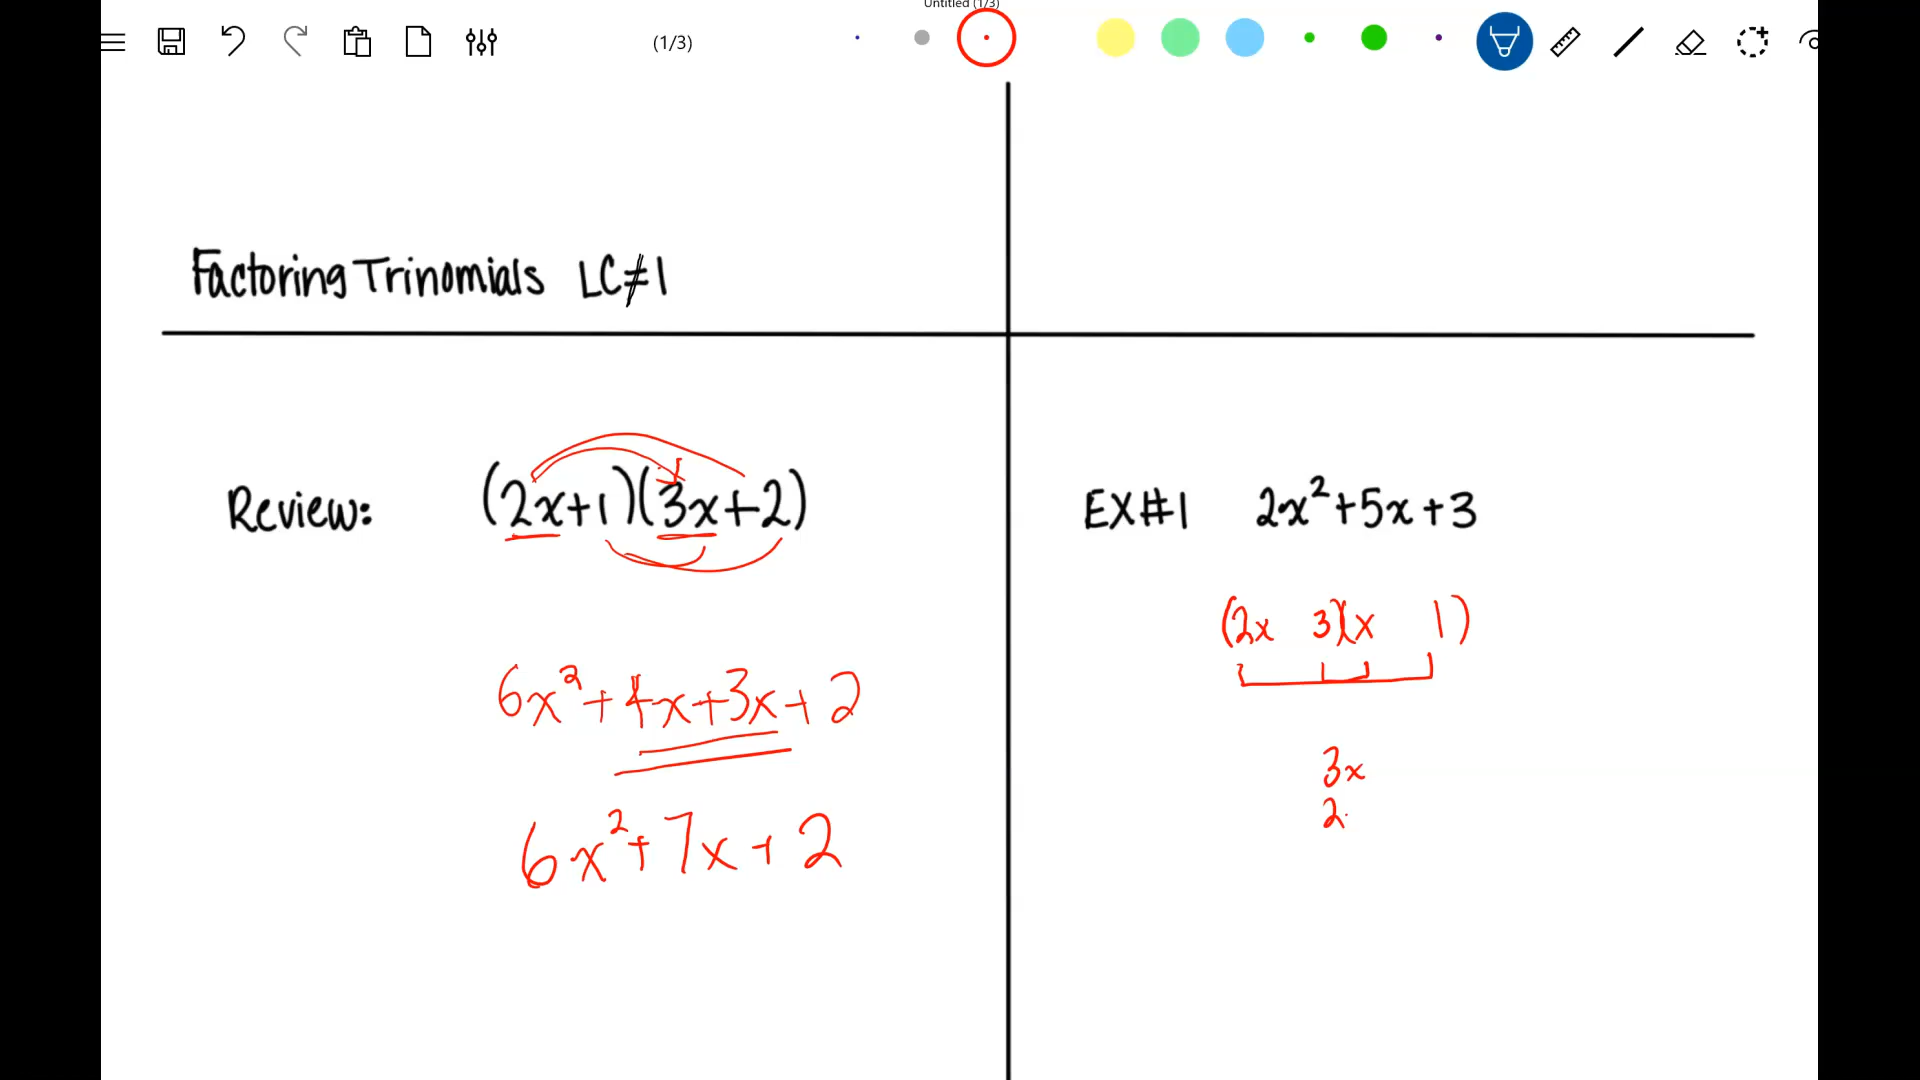 Untitled (1/3)
(1/3)
Factoring Trinomials LC≠1
Review: (2x+1)(3x+2)
6x²+4x+3x+2
6x²+7x+2
EX#1 2x²+5x+3
(2x 3)(x 1)
3x
2